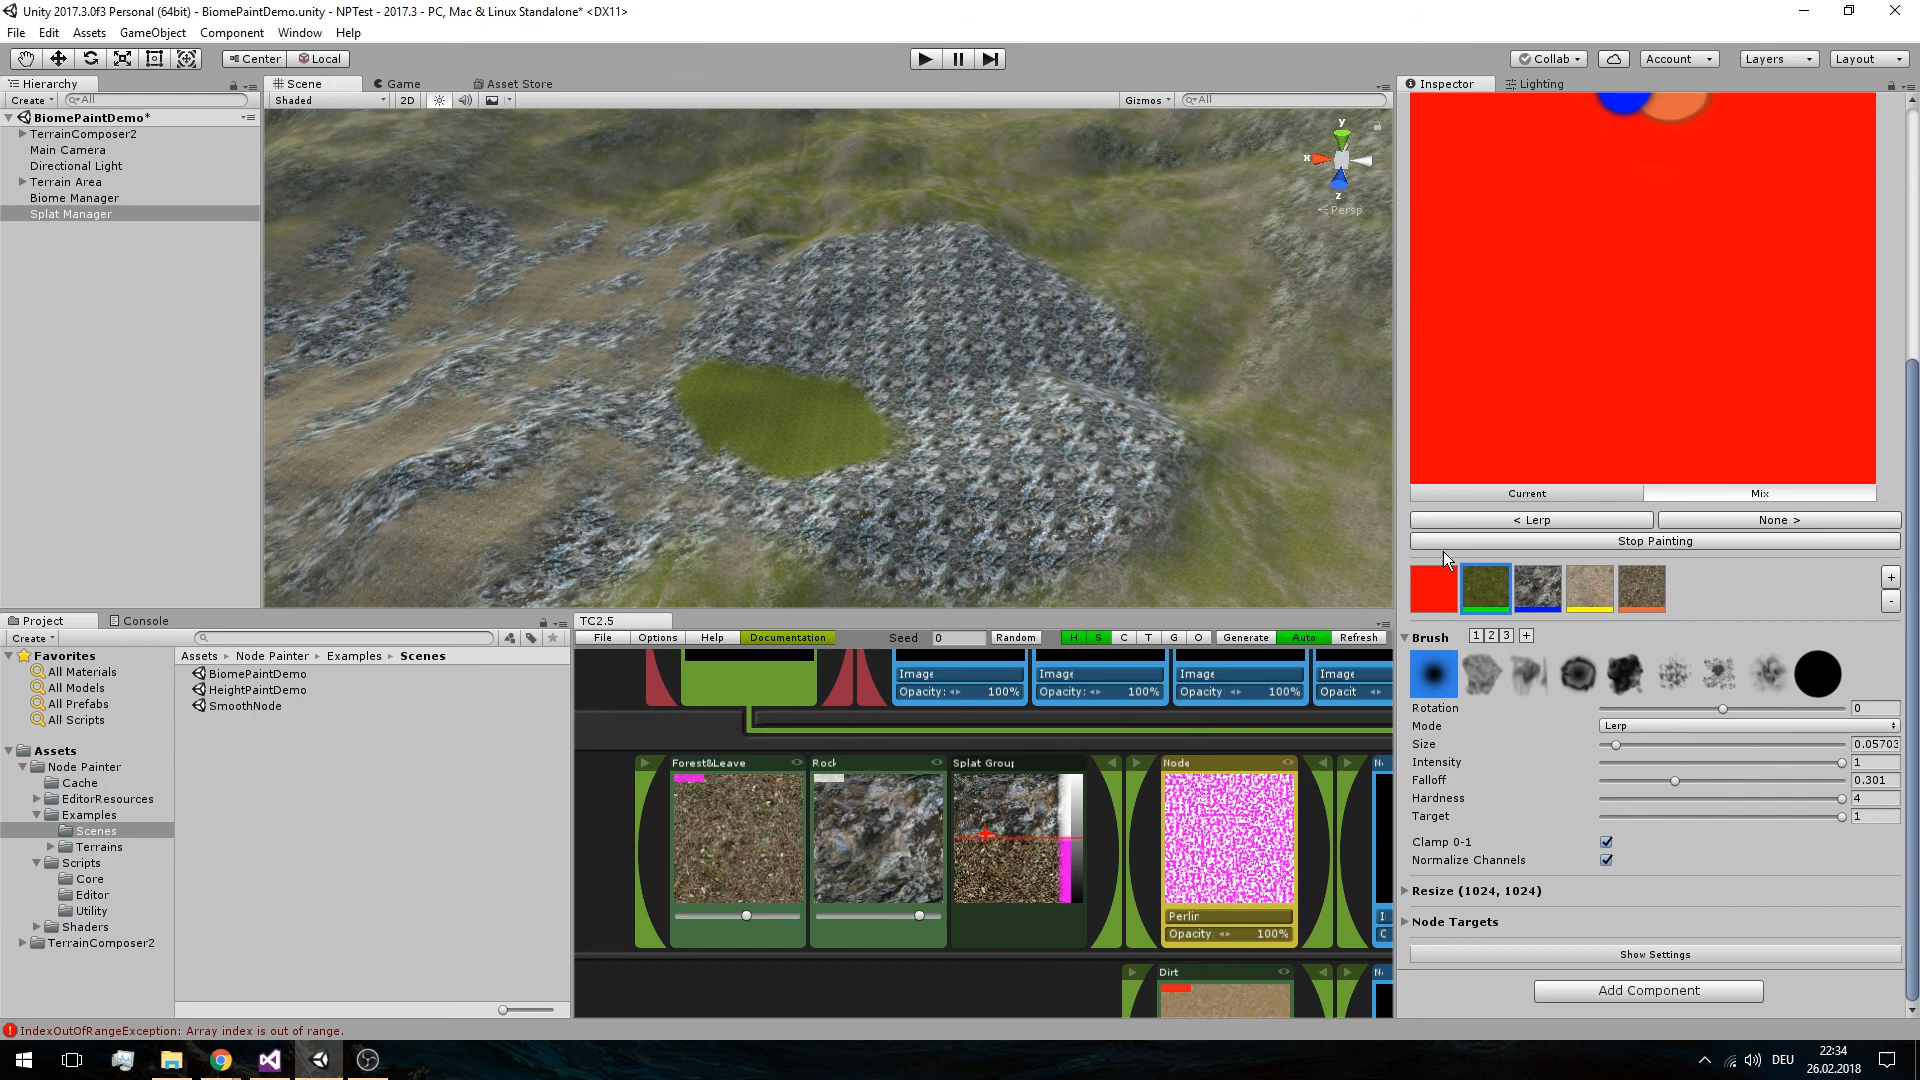 Unity 2017.3.0f3 Personal (64bit) - BiomePaintDemo.unity - NPTest - 2017.3 - PC, Mac & Linux Standalone* <DX11>
File Edit Assets GameObject Component Window Help
Center Local Collab Account Layers Layout
Hierarchy
Create All
BiomePaintDemo*
TerrainComposer2
Main Camera
Directional Light
Terrain Area
Biome Manager
Splat Manager
Scene Game Asset Store
Shaded 2D Gizmos All
y
x
z
Persp
Inspector Lighting
Current Mix
< Lerp None >
Stop Painting
+
-
Brush 1 2 3 +
Rotation 0
Mode Lerp
Size 0.05703
Intensity 1
Falloff 0.301
Hardness 4
Target 1
Clamp 0-1
Normalize Channels
Resize (1024, 1024)
Node Targets
Show Settings
Add Component
Project Console
Create
Favorites
All Materials
All Models
All Prefabs
All Scripts
Assets
Node Painter
Cache
EditorResources
Examples
Scenes
Terrains
Scripts
Core
Editor
Utility
Shaders
TerrainComposer2
Assets Node Painter Examples Scenes
BiomePaintDemo
HeightPaintDemo
SmoothNode
TC2.5
File Options Help Documentation Seed 0 Random H S C T G O Generate Auto Refresh
Image Image Image Image
Opacity: 100% Opacity: 100% Opacity: 100% Opacit
Forest&Leave Rock Splat Group Node
Perlin
Opacity: 100%
Dirt
IndexOutOfRangeException: Array index is out of range.
DEU 22:34
26.02.2018